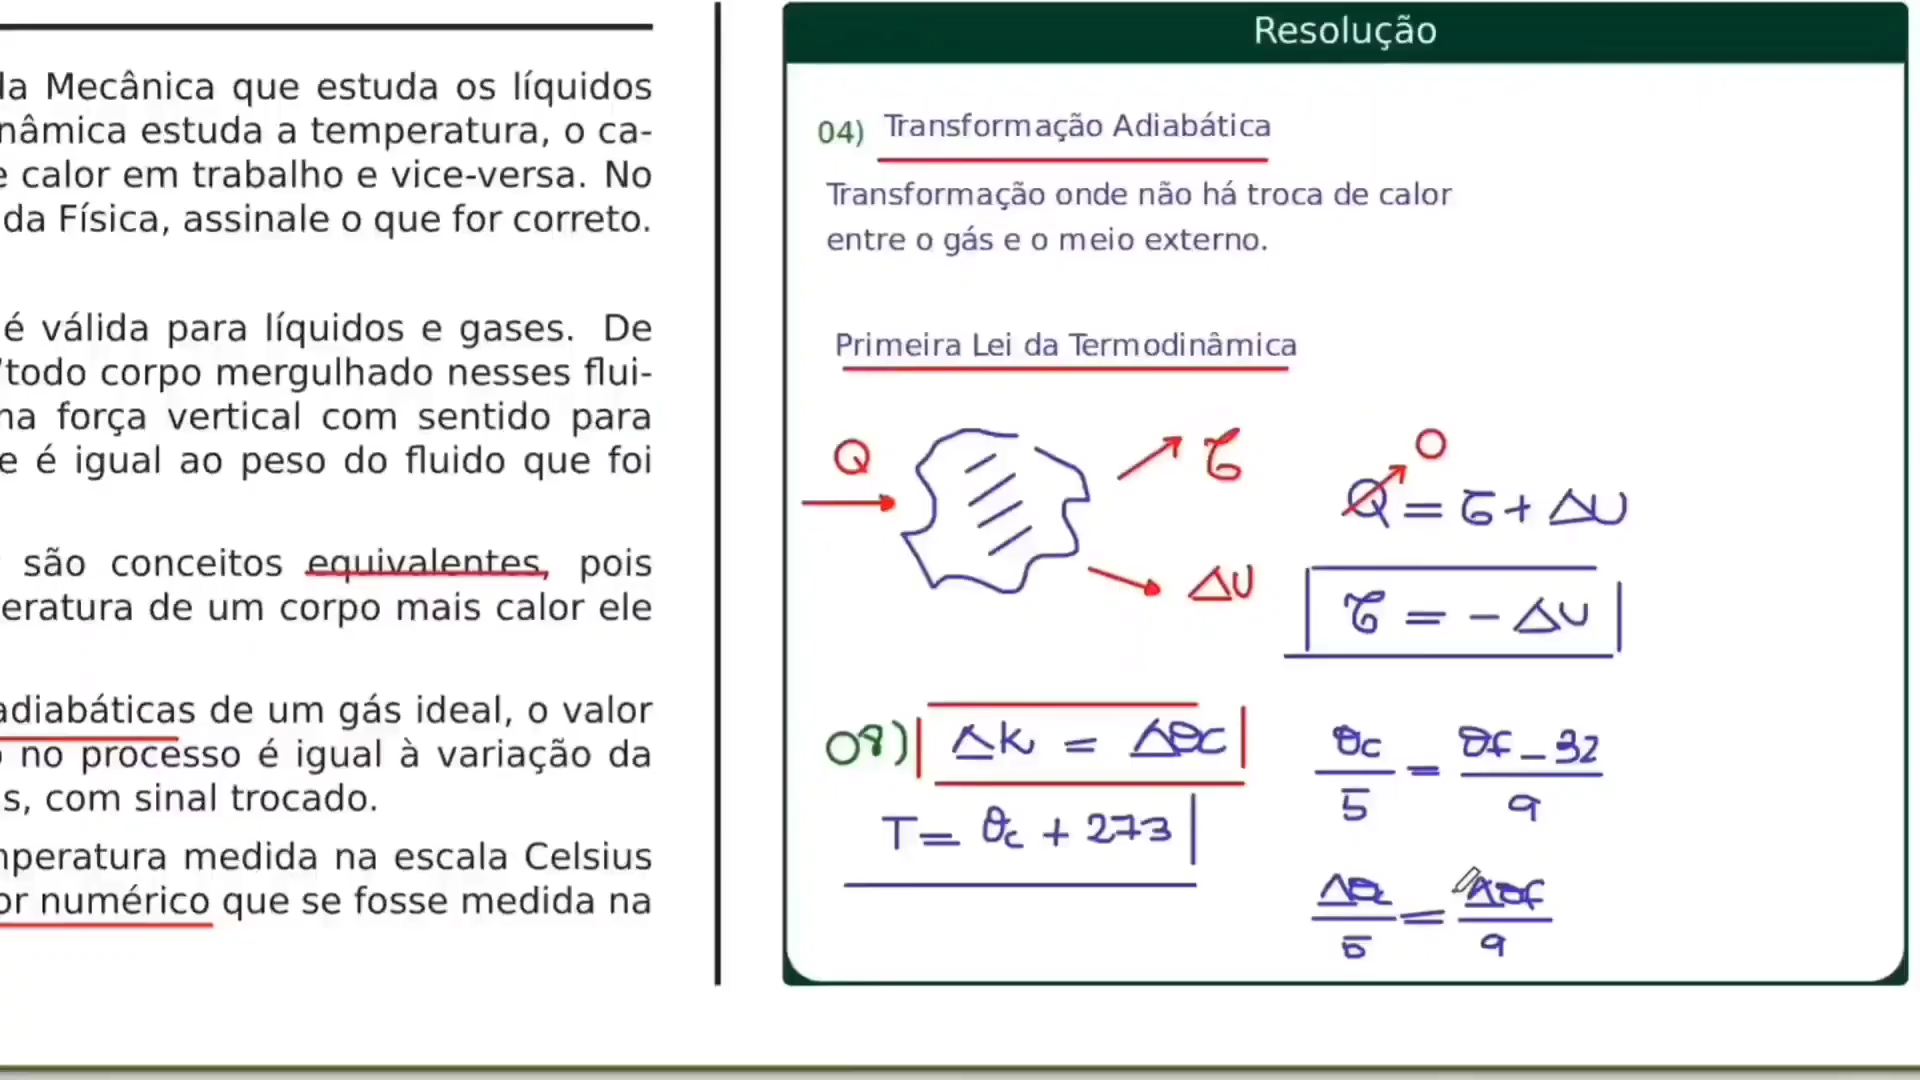 la Mecânica que estuda os líquidos
nâmica estuda a temperatura, o ca-
e calor em trabalho e vice-versa. No
da Física, assinale o que for correto.
é válida para líquidos e gases. De
"todo corpo mergulhado nesses flui-
ma força vertical com sentido para
e é igual ao peso do fluido que foi
são conceitos equivalentes, pois
eratura de um corpo mais calor ele
adiabáticas de um gás ideal, o valor
o no processo é igual à variação da
s, com sinal trocado.
mperatura medida na escala Celsius
or numérico que se fosse medida na
Resolução
04) Transformação Adiabática
Transformação onde não há troca de calor
entre o gás e o meio externo.
Primeira Lei da Termodinâmica
Q
τ
ΔU
0
Q = τ + ΔU
τ = - ΔU
08) ΔK = Δθc
T = θc + 273
θc/5 = θf - 32/9
Δθc/5 = Δθf/9